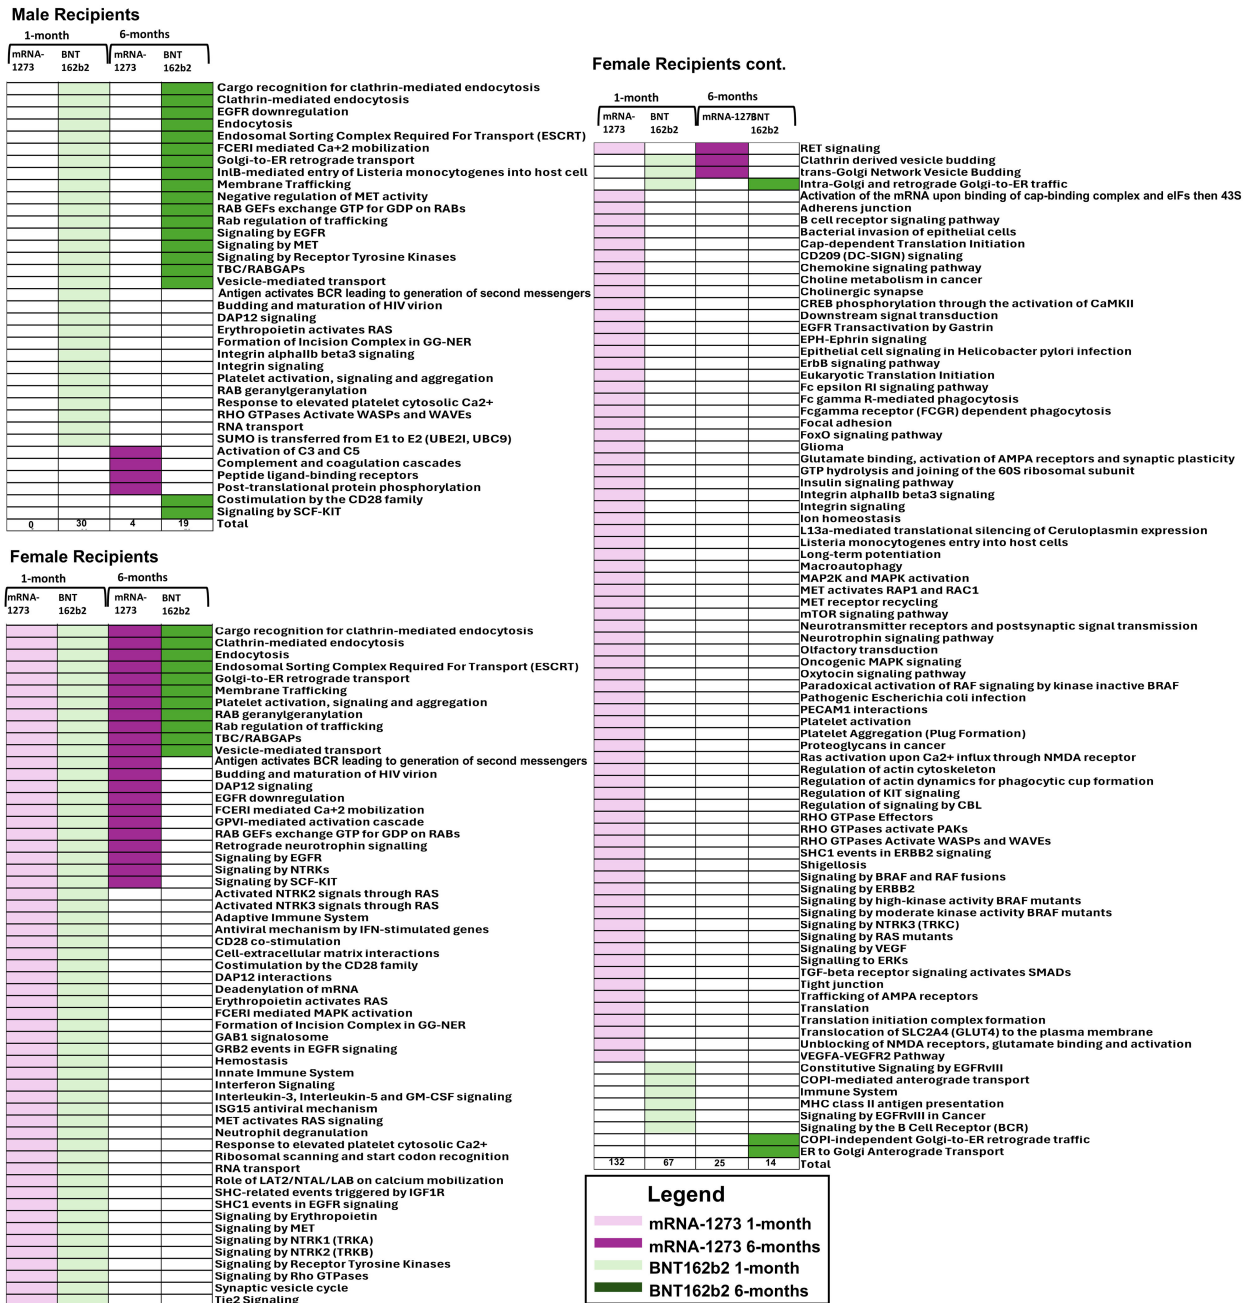 Male Recipients
1-month 6-months
mRNA-1273 BNT 162b2 mRNA-1273 BNT 162b2
Cargo recognition for clathrin-mediated endocytosis
Clathrin-mediated endocytosis
EGFR downregulation
Endocytosis
Endosomal Sorting Complex Required For Transport (ESCRT)
FCERI mediated Ca+2 mobilization
Golgi-to-ER retrograde transport
InlB-mediated entry of Listeria monocytogenes into host cell
Membrane Trafficking
Negative regulation of MET activity
RAB GEFs exchange GTP for GDP on RABs
Rab regulation of trafficking
Signaling by EGFR
Signaling by MET
Signaling by Receptor Tyrosine Kinases
TBC/RABGAPs
Vesicle-mediated transport
Antigen activates BCR leading to generation of second messengers
Budding and maturation of HIV virion
DAP12 signaling
Erythropoietin activates RAS
Formation of Incision Complex in GG-NER
Integrin alphaIIb beta3 signaling
Integrin signaling
Platelet activation, signaling and aggregation
RAB geranylgeranylation
Response to elevated platelet cytosolic Ca2+
RHO GTPases Activate WASPs and WAVEs
RNA transport
SUMO is transferred from E1 to E2 (UBE2I, UBC9)
Activation of C3 and C5
Complement and coagulation cascades
Peptide ligand-binding receptors
Post-translational protein phosphorylation
Costimulation by the CD28 family
Signaling by SCF-KIT
0 30 4 19 Total
Female Recipients
1-month 6-months
mRNA-1273 BNT 162b2 mRNA-1273 BNT 162b2
Cargo recognition for clathrin-mediated endocytosis
Clathrin-mediated endocytosis
Endocytosis
Endosomal Sorting Complex Required For Transport (ESCRT)
Golgi-to-ER retrograde transport
Membrane Trafficking
Platelet activation, signaling and aggregation
RAB geranylgeranylation
Rab regulation of trafficking
TBC/RABGAPs
Vesicle-mediated transport
Antigen activates BCR leading to generation of second messengers
Budding and maturation of HIV virion
DAP12 signaling
EGFR downregulation
FCERI mediated Ca+2 mobilization
GPVI-mediated activation cascade
RAB GEFs exchange GTP for GDP on RABs
Retrograde neurotrophin signalling
Signaling by EGFR
Signaling by NTRKs
Signaling by SCF-KIT
Activated NTRK2 signals through RAS
Activated NTRK3 signals through RAS
Adaptive Immune System
Antiviral mechanism by IFN-stimulated genes
CD28 co-stimulation
Cell-extracellular matrix interactions
Costimulation by the CD28 family
DAP12 interactions
Deadenylation of mRNA
Erythropoietin activates RAS
FCERI mediated MAPK activation
Formation of Incision Complex in GG-NER
GAB1 signalosome
GRB2 events in EGFR signaling
Hemostasis
Innate Immune System
Interferon Signaling
Interleukin-3, Interleukin-5 and GM-CSF signaling
ISG15 antiviral mechanism
MET activates RAS signaling
Neutrophil degranulation
Response to elevated platelet cytosolic Ca2+
Ribosomal scanning and start codon recognition
RNA transport
Role of LAT2/NTAL/LAB on calcium mobilization
SHC-related events triggered by IGF1R
SHC1 events in EGFR signaling
Signaling by Erythropoietin
Signaling by MET
Signaling by NTRK1 (TRKA)
Signaling by NTRK2 (TRKB)
Signaling by Receptor Tyrosine Kinases
Signaling by Rho GTPases
Synaptic vesicle cycle
Tie2 Signaling
Female Recipients cont.
1-month 6-months
mRNA-1273 BNT 162b2 mRNA-1273 BNT 162b2
RET signaling
Clathrin derived vesicle budding
trans-Golgi Network Vesicle Budding
Intra-Golgi and retrograde Golgi-to-ER traffic
Activation of the mRNA upon binding of cap-binding complex and eIFs then 43S
Adherens junction
B cell receptor signaling pathway
Bacterial invasion of epithelial cells
Cap-dependent Translation Initiation
CD209 (DC-SIGN) signaling
Chemokine signaling pathway
Choline metabolism in cancer
Cholinergic synapse
CREB phosphorylation through the activation of CaMKII
Downstream signal transduction
EGFR Transactivation by Gastrin
EPH-Ephrin signaling
Epithelial cell signaling in Helicobacter pylori infection
ErbB signaling pathway
Eukaryotic Translation Initiation
Fc epsilon RI signaling pathway
Fc gamma R-mediated phagocytosis
Fcgamma receptor (FCGR) dependent phagocytosis
Focal adhesion
FoxO signaling pathway
Glioma
Glutamate binding, activation of AMPA receptors and synaptic plasticity
GTP hydrolysis and joining of the 60S ribosomal subunit
Insulin signaling pathway
Integrin alphaIIb beta3 signaling
Integrin signaling
Ion homeostasis
L13a-mediated translational silencing of Ceruloplasmin expression
Listeria monocytogenes entry into host cells
Long-term potentiation
Macroautophagy
MAP2K and MAPK activation
MET activates RAP1 and RAC1
MET receptor recycling
mTOR signaling pathway
Neurotransmitter receptors and postsynaptic signal transmission
Neurotrophin signaling pathway
Olfactory transduction
Oncogenic MAPK signaling
Oxytocin signaling pathway
Paradoxical activation of RAF signaling by kinase inactive BRAF
Pathogenic Escherichia coli infection
PECAM1 interactions
Platelet activation
Platelet Aggregation (Plug Formation)
Proteoglycans in cancer
Ras activation upon Ca2+ influx through NMDA receptor
Regulation of actin cytoskeleton
Regulation of actin dynamics for phagocytic cup formation
Regulation of KIT signaling
Regulation of signaling by CBL
RHO GTPase Effectors
RHO GTPases activate PAKs
RHO GTPases Activate WASPs and WAVEs
SHC1 events in ERBB2 signaling
Shigellosis
Signaling by BRAF and RAF fusions
Signaling by ERBB2
Signaling by high-kinase activity BRAF mutants
Signaling by moderate kinase activity BRAF mutants
Signaling by NTRK3 (TRKC)
Signaling by RAS mutants
Signaling by VEGF
Signalling to ERKs
TGF-beta receptor signaling activates SMADs
Tight junction
Trafficking of AMPA receptors
Translation
Translation initiation complex formation
Translocation of SLC2A4 (GLUT4) to the plasma membrane
Unblocking of NMDA receptors, glutamate binding and activation
VEGFA-VEGFR2 Pathway
Constitutive Signaling by EGFRvIII
COPI-mediated anterograde transport
Immune System
MHC class II antigen presentation
Signaling by EGFRvIII in Cancer
Signaling by the B Cell Receptor (BCR)
COPI-independent Golgi-to-ER retrograde traffic
ER to Golgi Anterograde Transport
132 67 25 14 Total
Legend
mRNA-1273 1-month
mRNA-1273 6-months
BNT162b2 1-month
BNT162b2 6-months